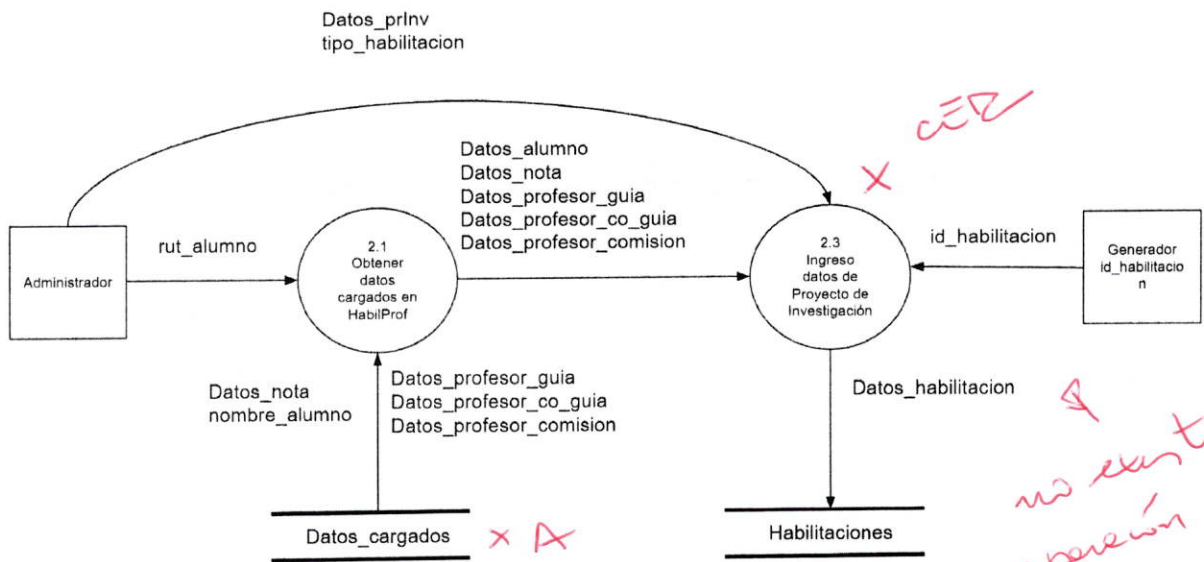 Datos_prInv
tipo_habilitacion
Datos_alumno
Datos_nota
Datos_profesor_guia
Datos_profesor_co_guia
Datos_profesor_comision
Administrador
rut_alumno
2.1
Obtener
datos
cargados en
HabilProf
2.3
Ingreso
datos de
Proyecto de
Investigación
id_habilitacion
Generador
id_habilitacio
n
Datos_nota
nombre_alumno
Datos_profesor_guia
Datos_profesor_co_guia
Datos_profesor_comision
Datos_habilitacion
no exist
Datos_cargados
x A
Habilitaciones